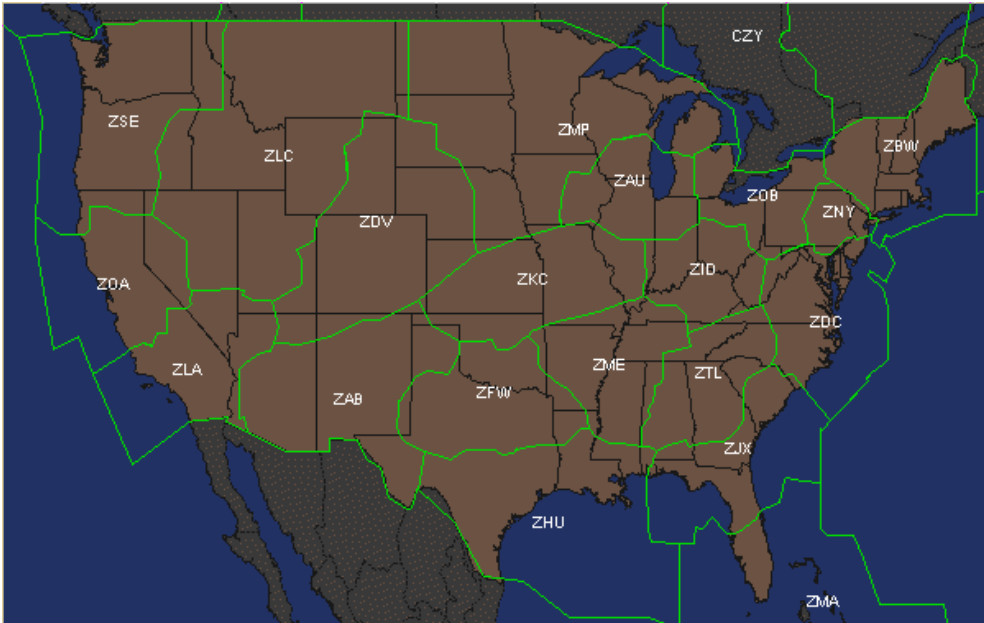 CZY
ZSE
ZMP
ZBW
ZLC
ZAU
ZOB
ZDV
ZNY
ZOA
ZKC
ZID
ZDC
ZLA
ZME
ZTL
ZAB
ZFW
ZJX
ZHU
ZMA